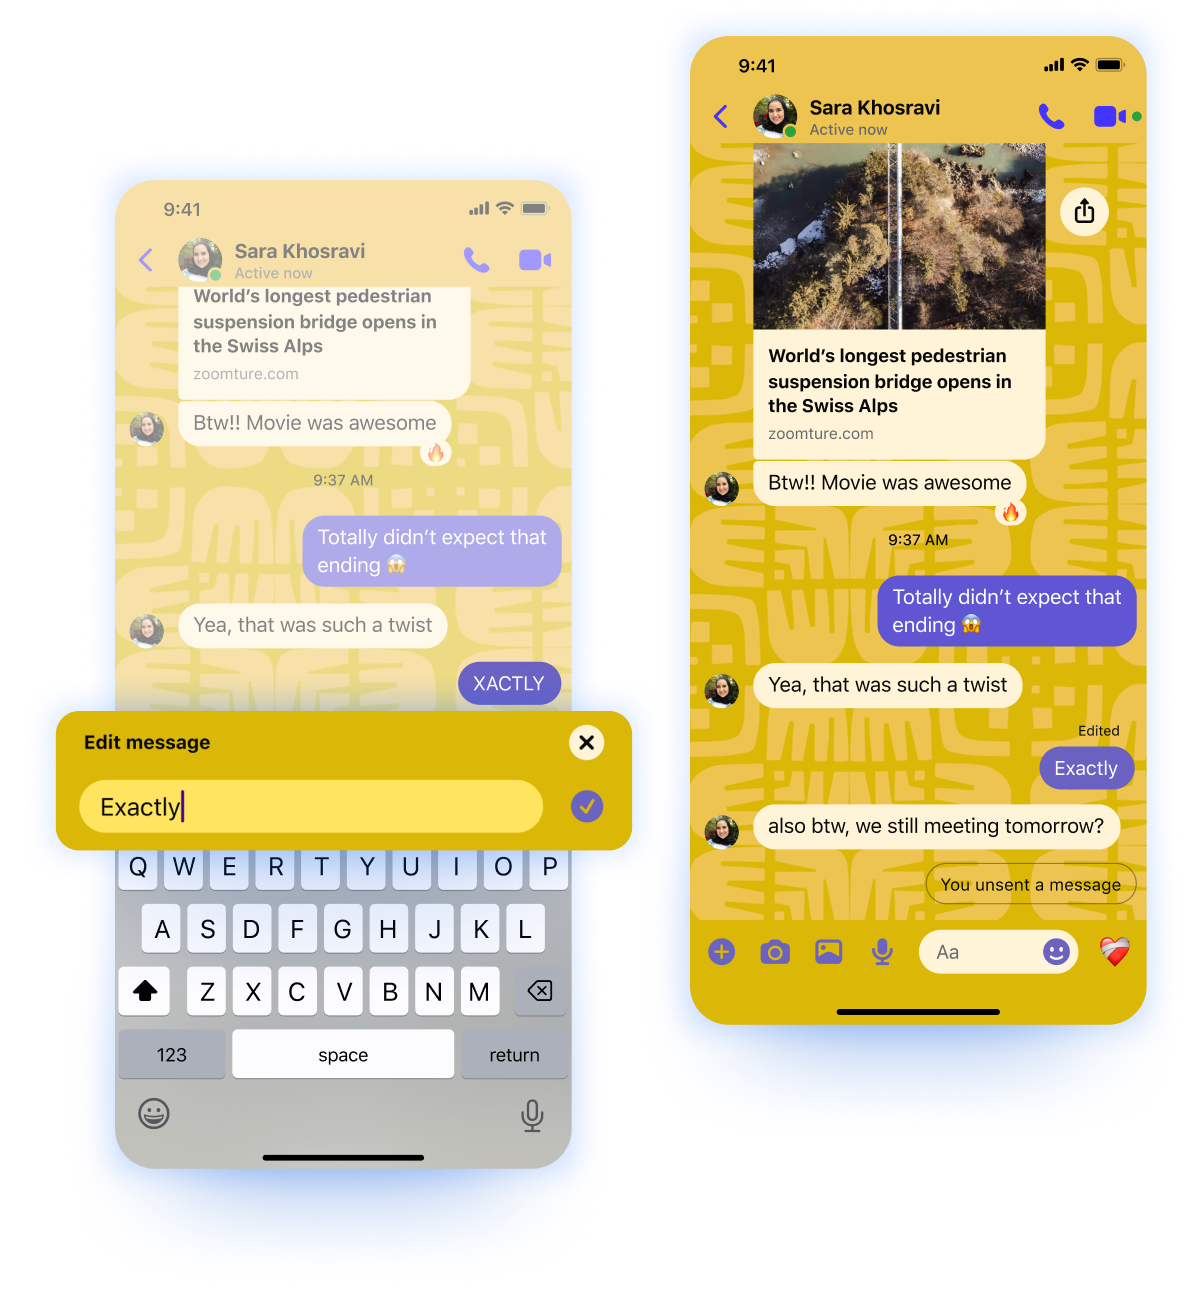 9:41
Sara Khosravi
Active now
World's longest pedestrian
suspension bridge opens in
the Swiss Alps
zoomture.com
Btw!! Movie was awesome
9:37 AM
Totally didn't expect that
ending 😱
Yea, that was such a twist
XACTLY
Edit message
Exactly
Q W E R T Y U I O P
A S D F G H J K L
Z X C V B N M
123 space return
9:41
Sara Khosravi
Active now
World's longest pedestrian
suspension bridge opens in
the Swiss Alps
zoomture.com
Btw!! Movie was awesome
9:37 AM
Totally didn't expect that
ending 😱
Yea, that was such a twist
Edited
Exactly
also btw, we still meeting tomorrow?
You unsent a message
Aa